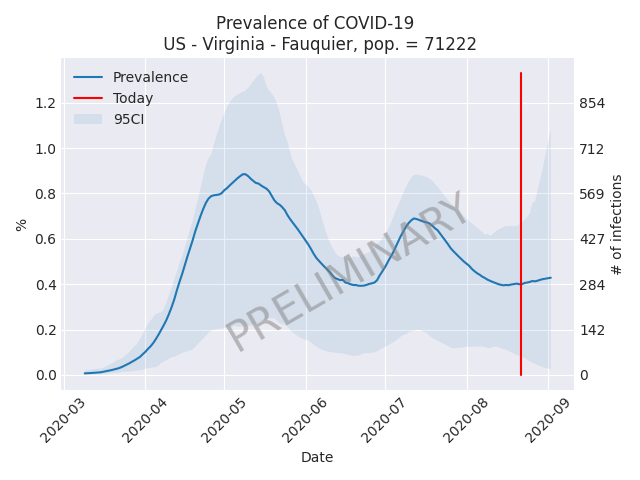 Prevalence of COVID-19
US - Virginia - Fauquier, pop. = 71222
Prevalence
Today
95CI
1.2
1.0
0.8
0.6
0.4
0.2
0.0
%
854
712
569
427
284
142
0
# of infections
PRELIMINARY
2020-03
2020-04
2020-05
2020-06
2020-07
2020-08
2020-09
Date